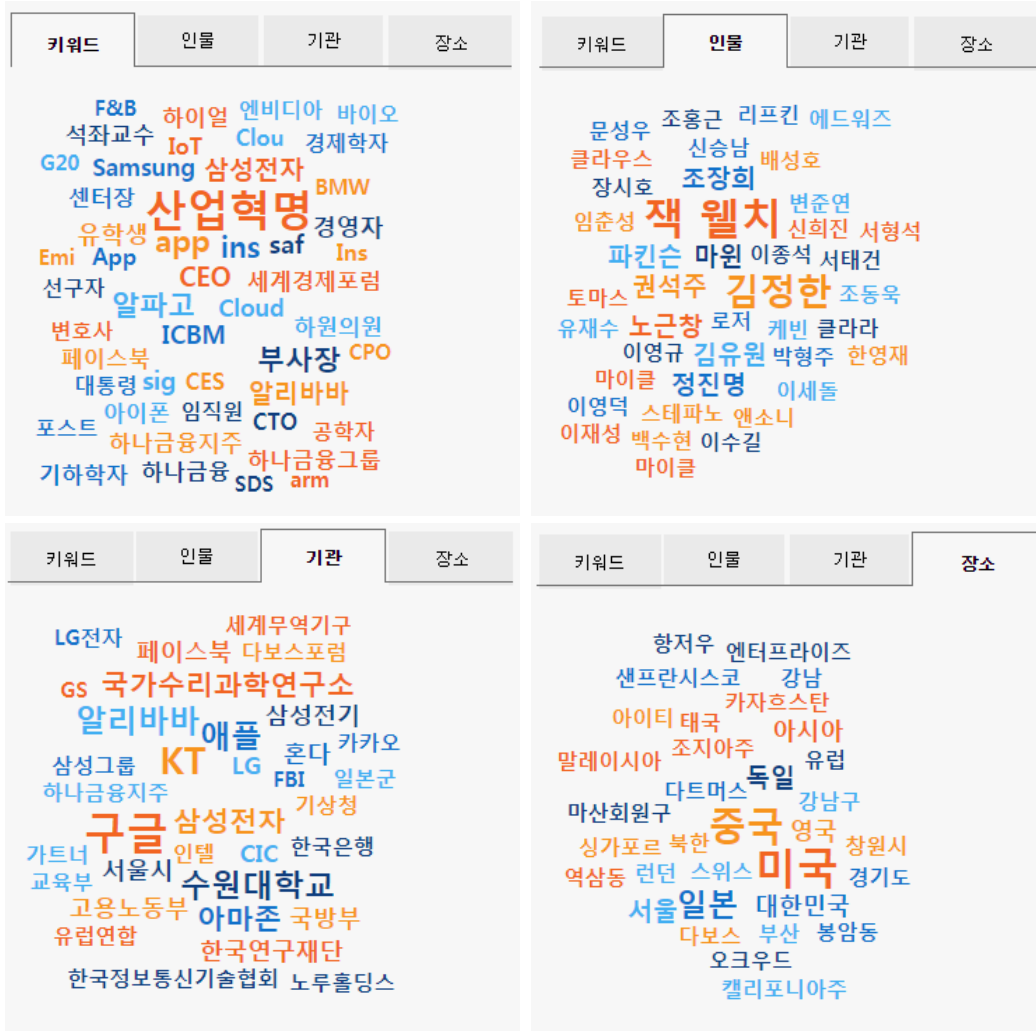 키워드 인물 기관 장소
F&B 하이얼 엔비디아 바이오
석좌교수 IoT Clou 경제학자
G20 Samsung 삼성전자 BMW
센터장 산업혁명 경영자
유학생 app ins saf Ins
Emi App CEO 세계경제포럼
선구자 알파고 Cloud
변호사 ICBM 하원의원
페이스북 부사장 CPO
대통령 sig CES 알리바바
아이폰 임직원 CTO 공학자
포스트 하나금융지주 하나금융그룹
기하학자 하나금융 SDS arm
키워드 인물 기관 장소
문성우 조홍근 리프킨 에드워즈
클라우스 신승남 배성호
장시호 조장희 변준연
임춘성 잭 웰치 신희진 서형석
파킨슨 마윈 이종석 서태건
토마스 권석주 김정한 조동욱
유재수 노근창 로저 케빈 클라라
이영규 김유원 박형주 한영재
마이클 정진명 이세돌
이영덕 스테파노 앤소니
이재성 백수현 이수길
마이클
키워드 인물 기관 장소
LG전자 세계무역기구
페이스북 다보스포럼
GS 국가수리과학연구소
알리바바 애플 삼성전기
삼성그룹 KT LG 혼다 카카오
하나금융지주 FBI 일본군
구글 삼성전자 기상청
가트너 인텔 CIC 한국은행
교육부 서울시 수원대학교
고용노동부 아마존 국방부
유럽연합 한국연구재단
한국정보통신기술협회 노루홀딩스
키워드 인물 기관 장소
항저우 엔터프라이즈
샌프란시스코 강남
아이티 태국 카자흐스탄
말레이시아 조지아주 아시아
다트머스 독일 유럽
마산회원구 중국 강남구
싱가포르 북한 영국 창원시
역삼동 런던 스위스 미국 경기도
서울 일본 대한민국
다보스 부산 봉암동
오크우드
캘리포니아주